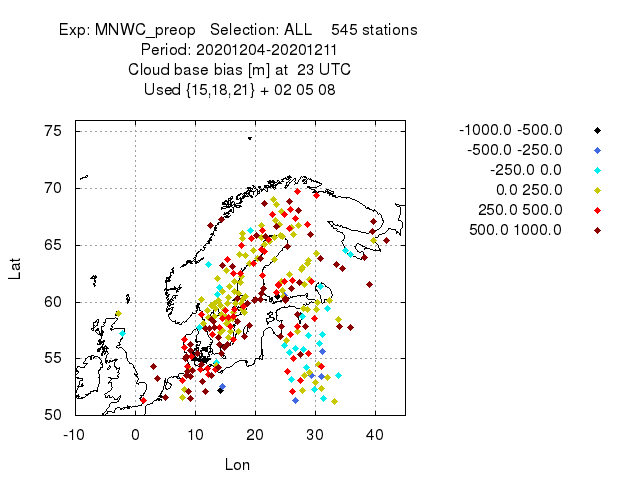 Exp: MNWC_preop   Selection: ALL    545 stations
Period: 20201204-20201211
Cloud base bias [m] at  23 UTC
Used {15,18,21} + 02 05 08
-1000.0 -500.0
-500.0 -250.0
-250.0 0.0
0.0 250.0
250.0 500.0
500.0 1000.0
75
70
65
60
55
50
Lat
-10 0 10 20 30 40
Lon